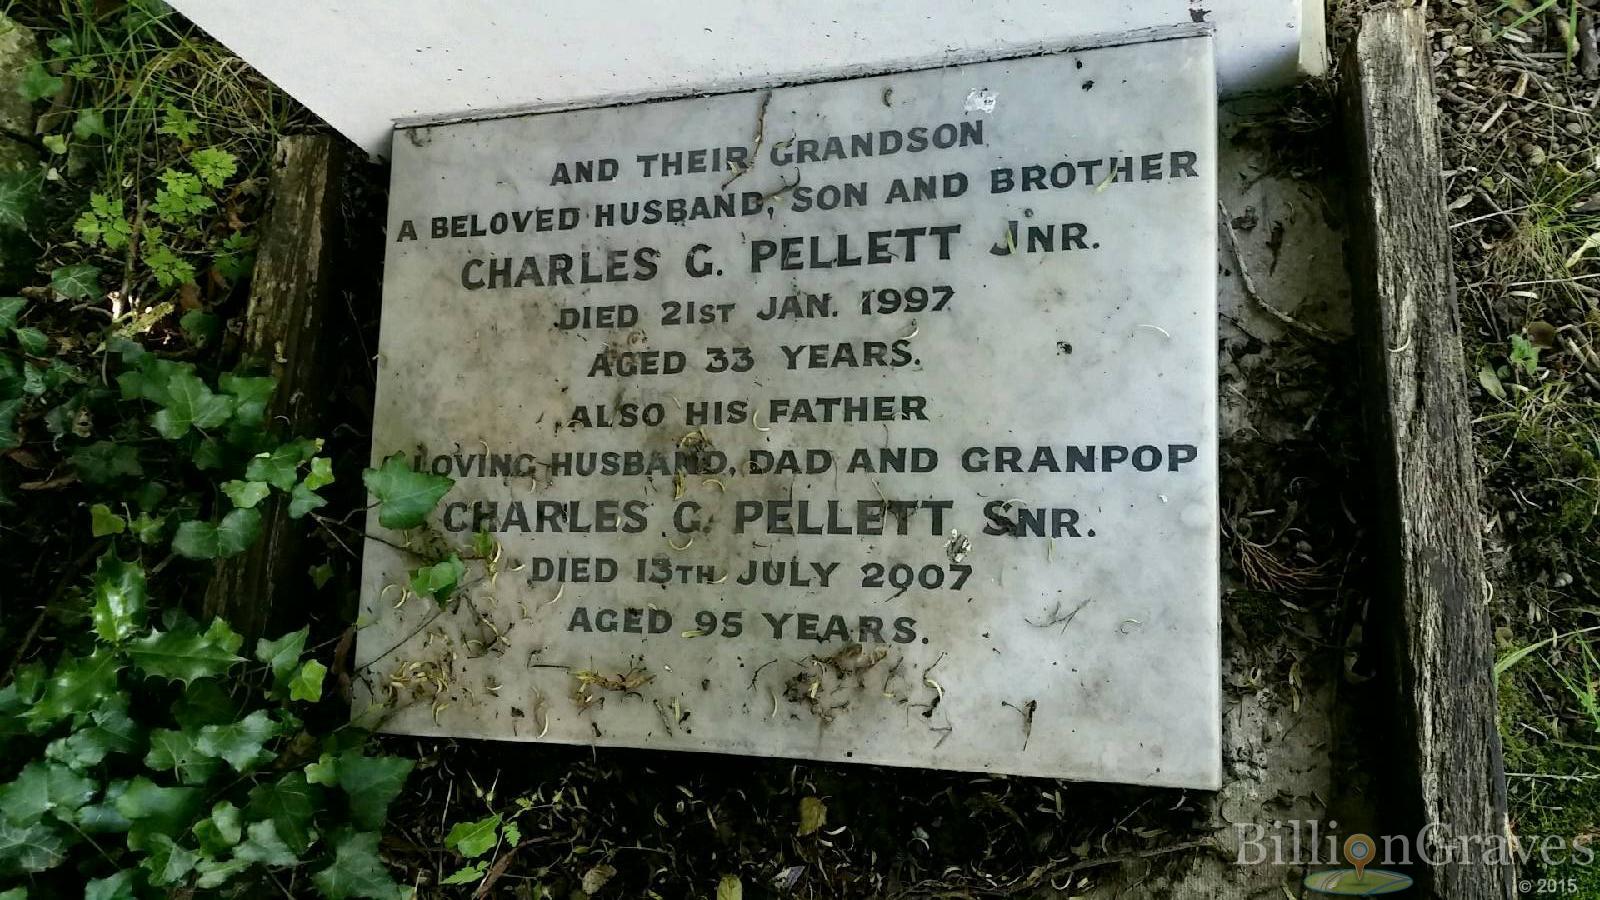 AND THEIR GRANDSON
A BELOVED HUSBAND, SON AND BROTHER
CHARLES G. PELLETT JNR.
DIED 21ST JAN. 1997
AGED 33 YEARS.
ALSO HIS FATHER
LOVING HUSBAND, DAD AND GRANPOP
CHARLES G. PELLETT SNR.
DIED 13TH JULY 2007
AGED 95 YEARS.
BillionGraves
© 2015